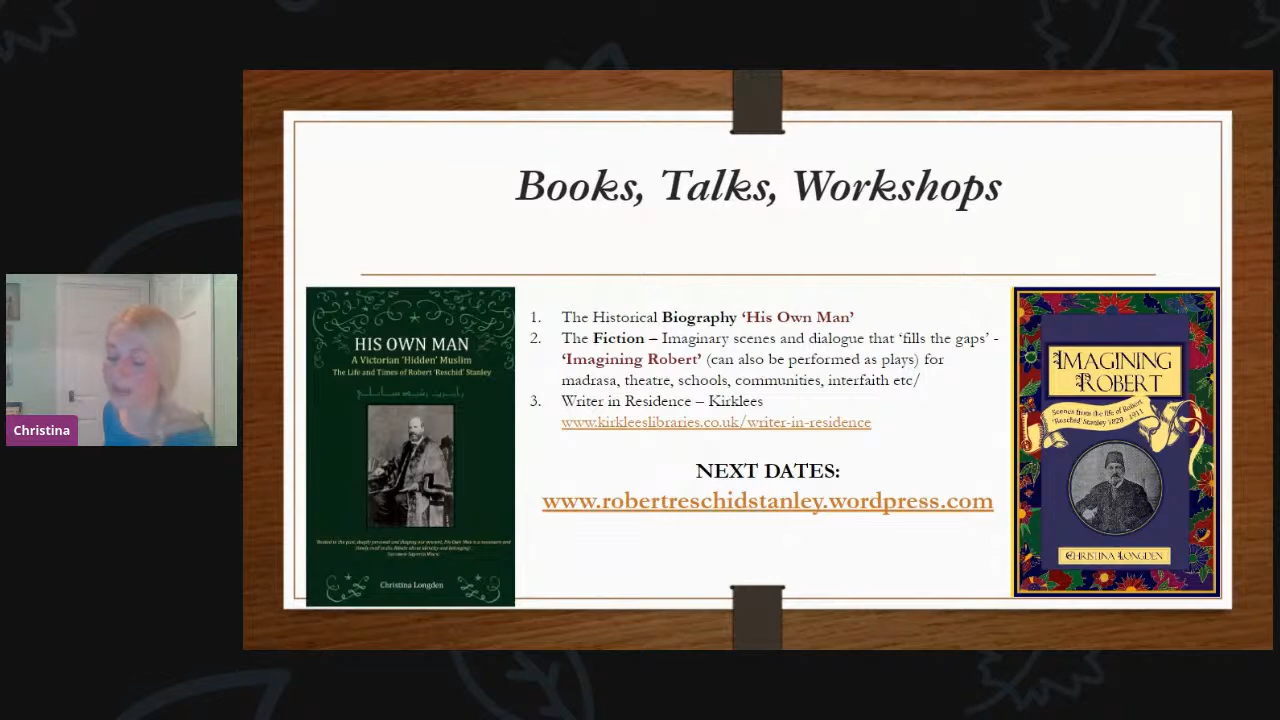 Books, Talks, Workshops
HIS OWN MAN
A Victorian 'Hidden' Muslim
The Life and Times of Robert 'Reschid' Stanley
Christina Longden
1. The Historical Biography ‘His Own Man’
2. The Fiction – Imaginary scenes and dialogue that ‘fills the gaps’ -
‘Imagining Robert’ (can also be performed as plays) for
madrasa, theatre, schools, communities, interfaith etc/
3. Writer in Residence – Kirklees
www.kirkleeslibraries.co.uk/writer-in-residence
NEXT DATES:
www.robertreschidstanley.wordpress.com
IMAGINING
ROBERT
Scenes from the life of Robert
'Resched' Stanley 1828 - 1911
CHRISTINA LONGDEN
Christina